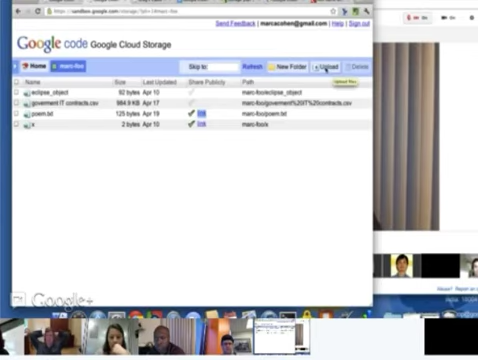 Send Feedback | marccohen@gmail.com | Help | Sign out
Google code Google Cloud Storage
Home marc-foo Skip to: Refresh New Folder Upload Delete
Upload files
Name Size Last Updated Share Publicly Path
eclipse_object 92 bytes Apr 10 marc-foo/eclipse_object
goverment IT contracts.csv 984.9 KB Apr 17 marc-foo/goverment%20IT%20contracts.csv
poem.txt 125 bytes Apr 19 link marc-foo/poem.txt
x 2 bytes Apr 10 link marc-foo/x
Google+